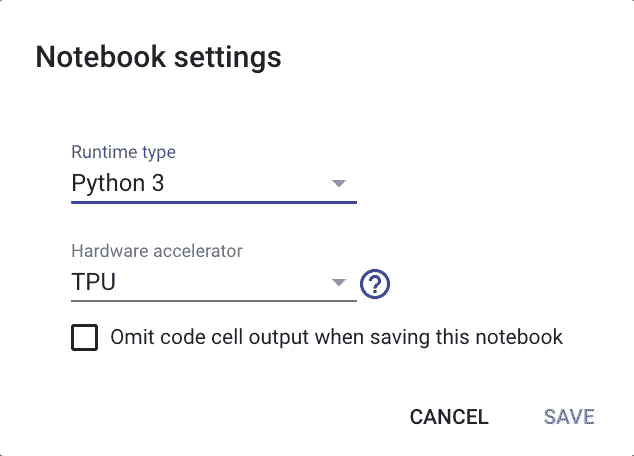 Notebook settings
Runtime type
Python 3
Hardware accelerator
TPU
?
Omit code cell output when saving this notebook
CANCEL SAVE